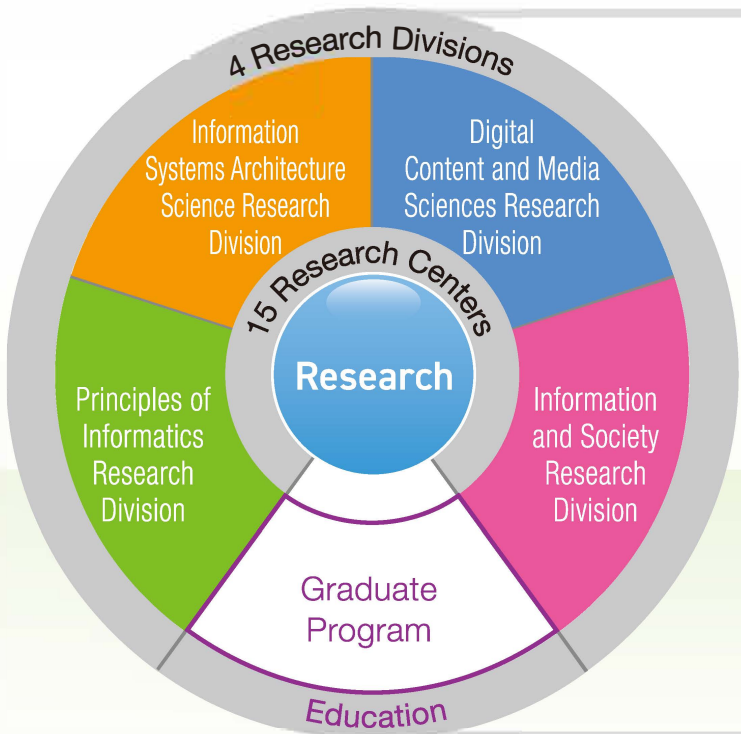 4 Research Divisions
Information
Systems Architecture
Science Research
Division
Digital
Content and Media
Sciences Research
Division
15 Research Centers
Research
Principles of
Informatics
Research
Division
Information
and Society
Research
Division
Graduate
Program
Education